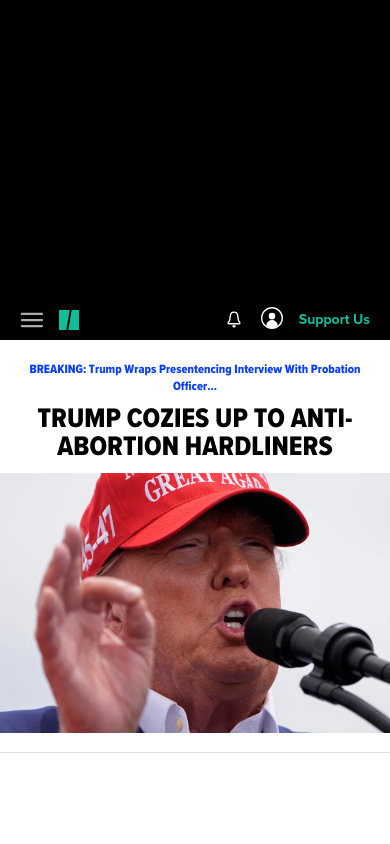 Support Us
BREAKING: Trump Wraps Presentencing Interview With Probation
Officer...
TRUMP COZIES UP TO ANTI-
ABORTION HARDLINERS
GREAT AGAIN
45-47